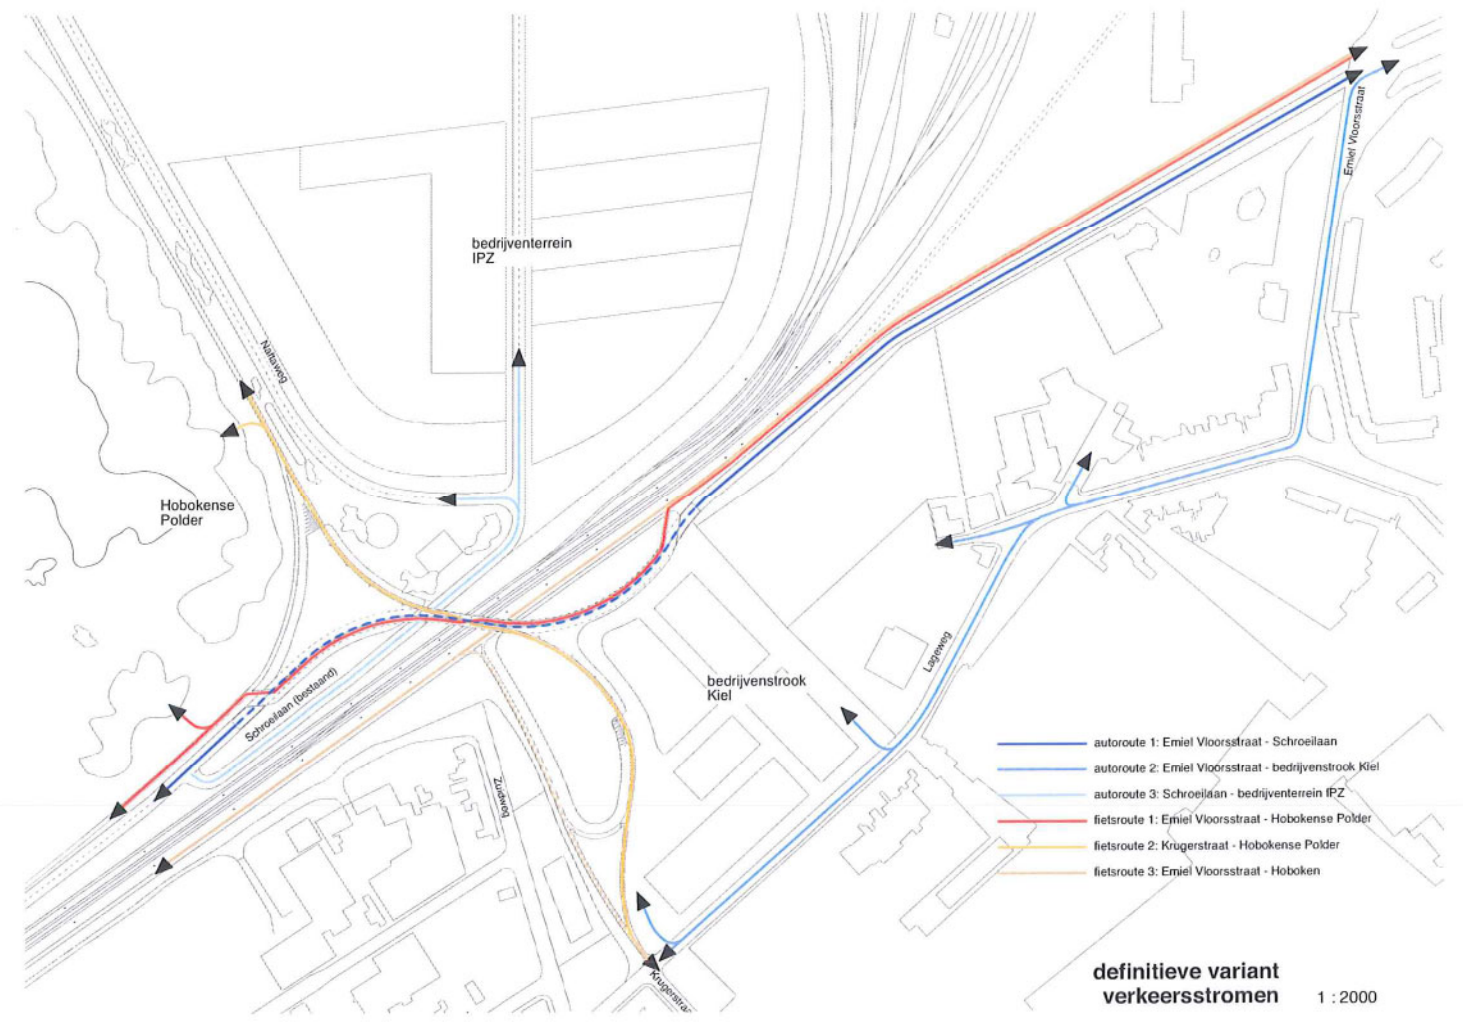 bedrijventerrein
IPZ
Emiel Vloorsstraat
Naftaweg
Hobokense
Polder
Schroeilaan (bestaand)
Lageweg
bedrijvenstrook
Kiel
Zuidweg
Krugerstraat
autoroute 1: Emiel Vloorsstraat - Schroeilaan
autoroute 2: Emiel Vloorsstraat - bedrijvenstrook Kiel
autoroute 3: Schroeilaan - bedrijventerrein IPZ
fietsroute 1: Emiel Vloorsstraat - Hobokense Polder
fietsroute 2: Krugerstraat - Hobokense Polder
fietsroute 3: Emiel Vloorsstraat - Hoboken
definitieve variant
verkeersstromen 1 : 2000